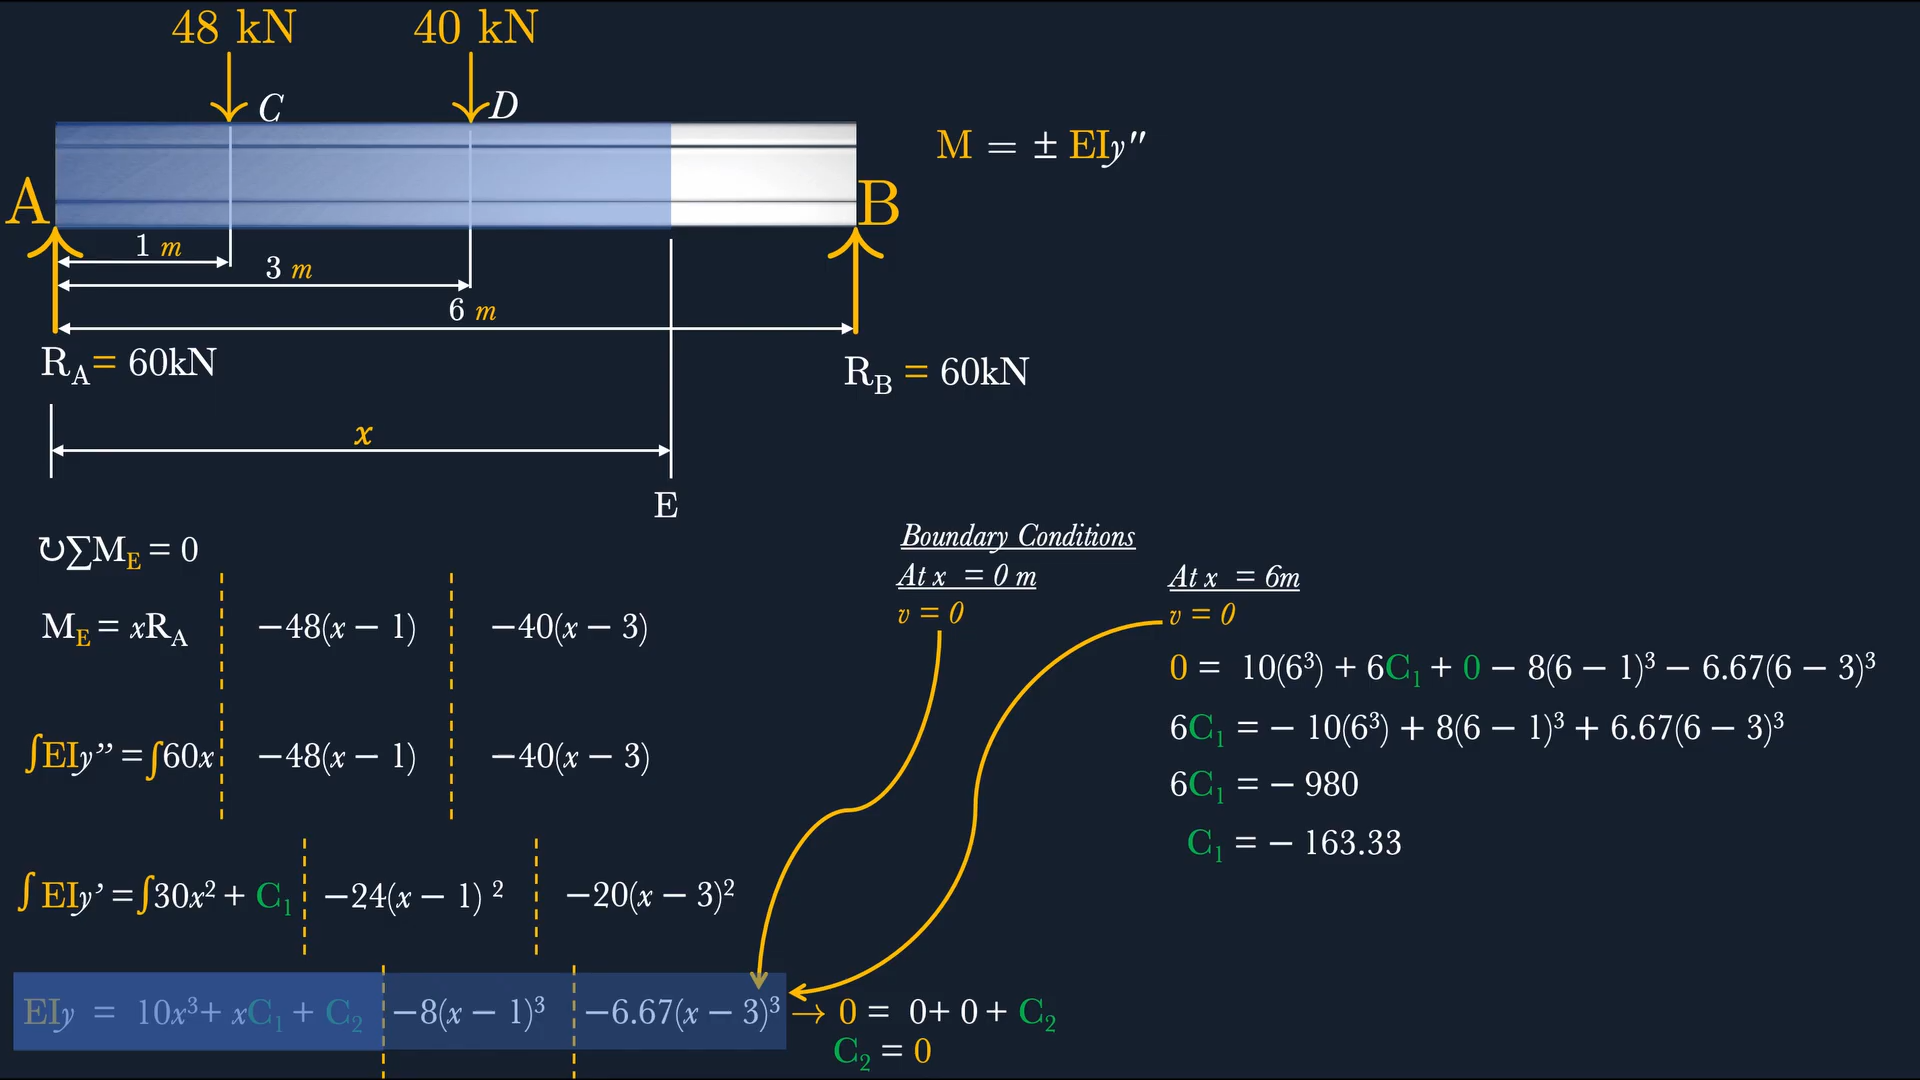 48 kN 40 kN
C D
M = ± EIy″
A B
1 m
3 m
6 m
R_A = 60kN
R_B = 60kN
x
E
Boundary Conditions
At x = 0 m
v = 0
At x = 6m
v = 0
↻∑M_E = 0
M_E = xR_A −48(x − 1) −40(x − 3)
∫EIy” = ∫60x −48(x − 1) −40(x − 3)
∫ EIy’ = ∫30x² + C₁ −24(x − 1) ² −20(x − 3)²
EIy = 10x³+ xC₁ + C₂ −8(x − 1)³ −6.67(x − 3)³ → 0 = 0+ 0 + C₂
C₂ = 0
0 = 10(6³) + 6C₁ + 0 − 8(6 − 1)³ − 6.67(6 − 3)³
6C₁ = − 10(6³) + 8(6 − 1)³ + 6.67(6 − 3)³
6C₁ = − 980
C₁ = − 163.33